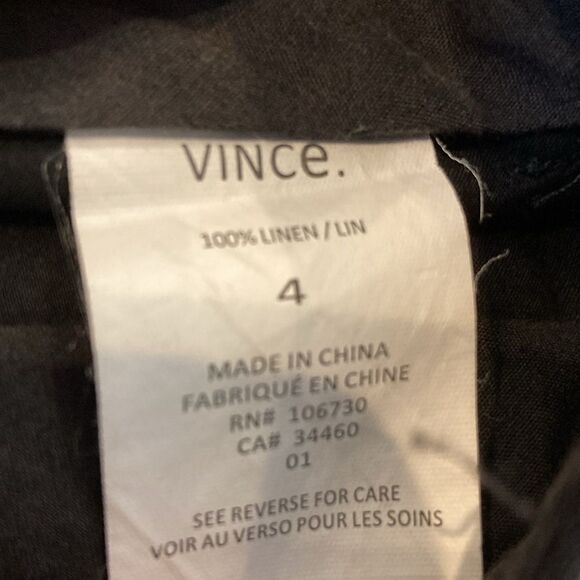 VINCe.
100% LINEN / LIN
4
MADE IN CHINA
FABRIQUÉ EN CHINE
RN# 106730
CA# 34460
01
SEE REVERSE FOR CARE
VOIR AU VERSO POUR LES SOINS